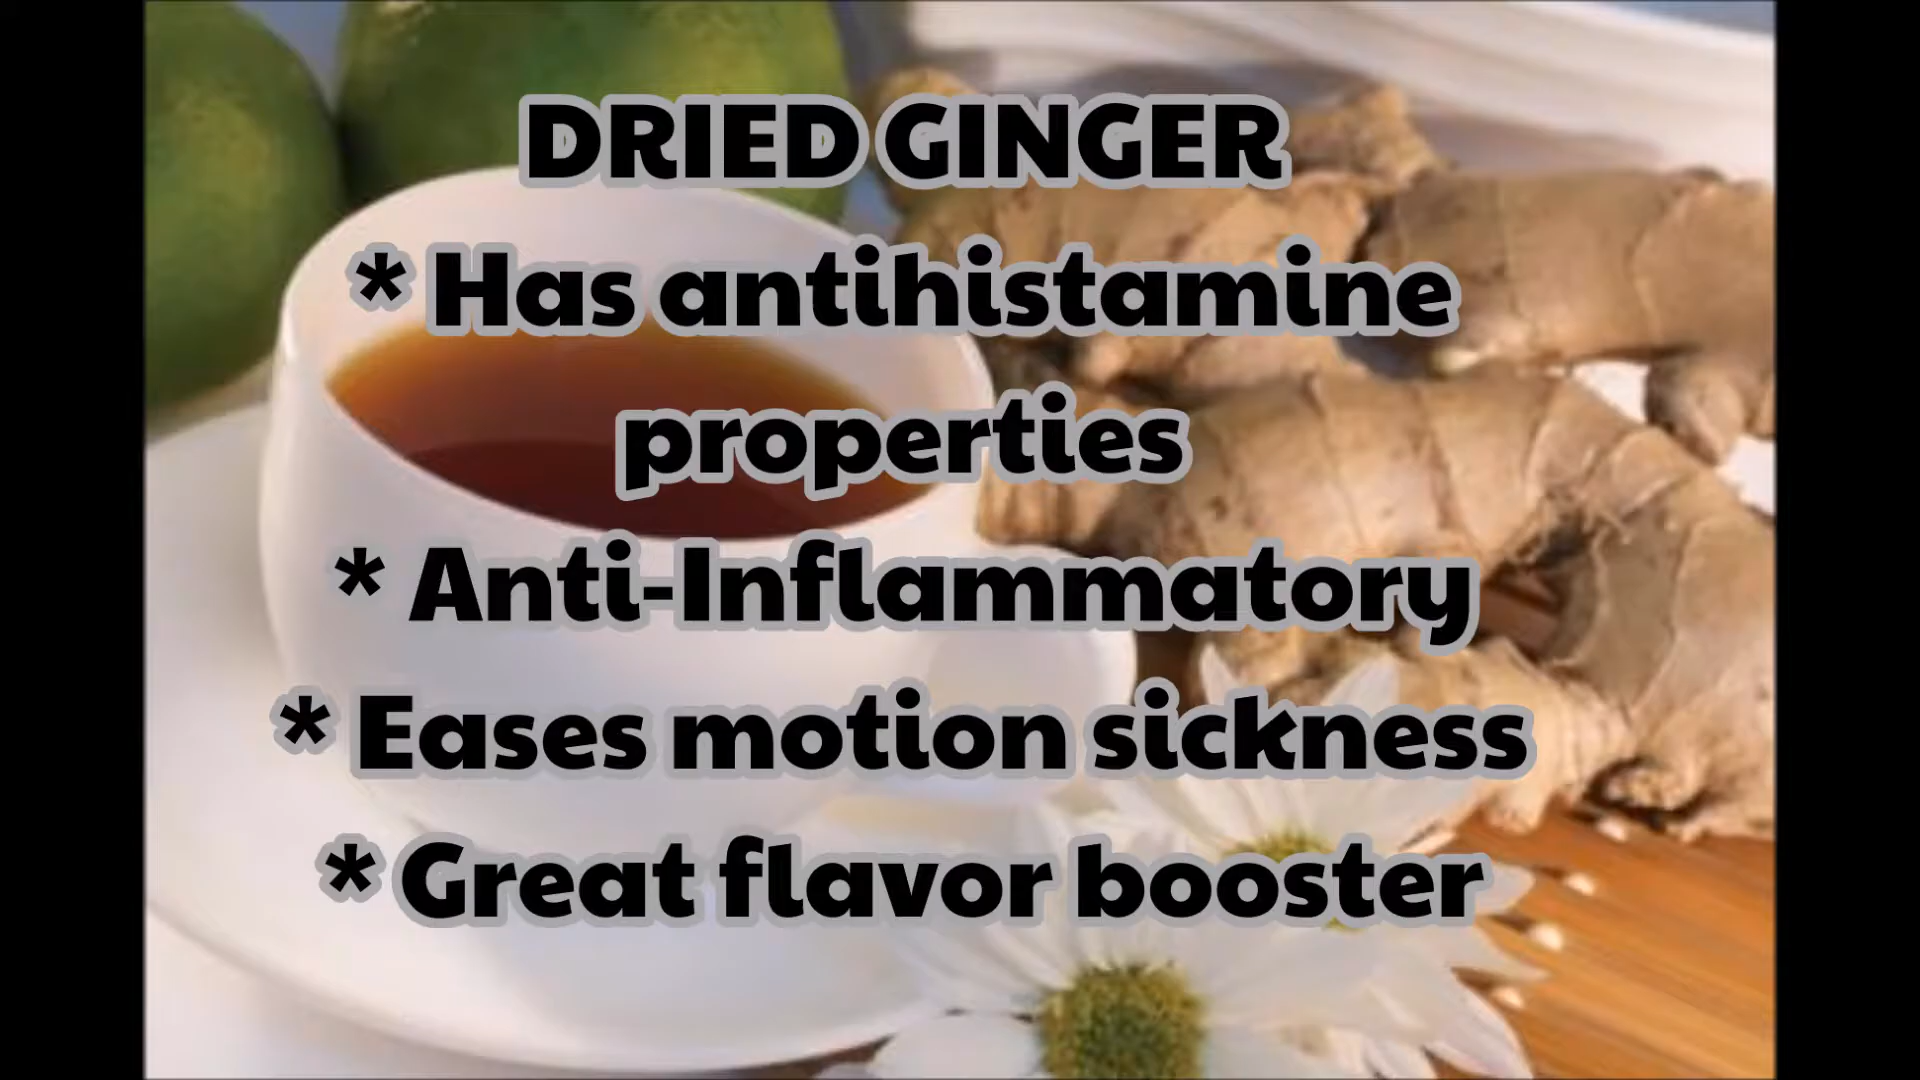 DRIED GINGER
* Has antihistamine
properties
* Anti-Inflammatory
* Eases motion sickness
* Great flavor booster